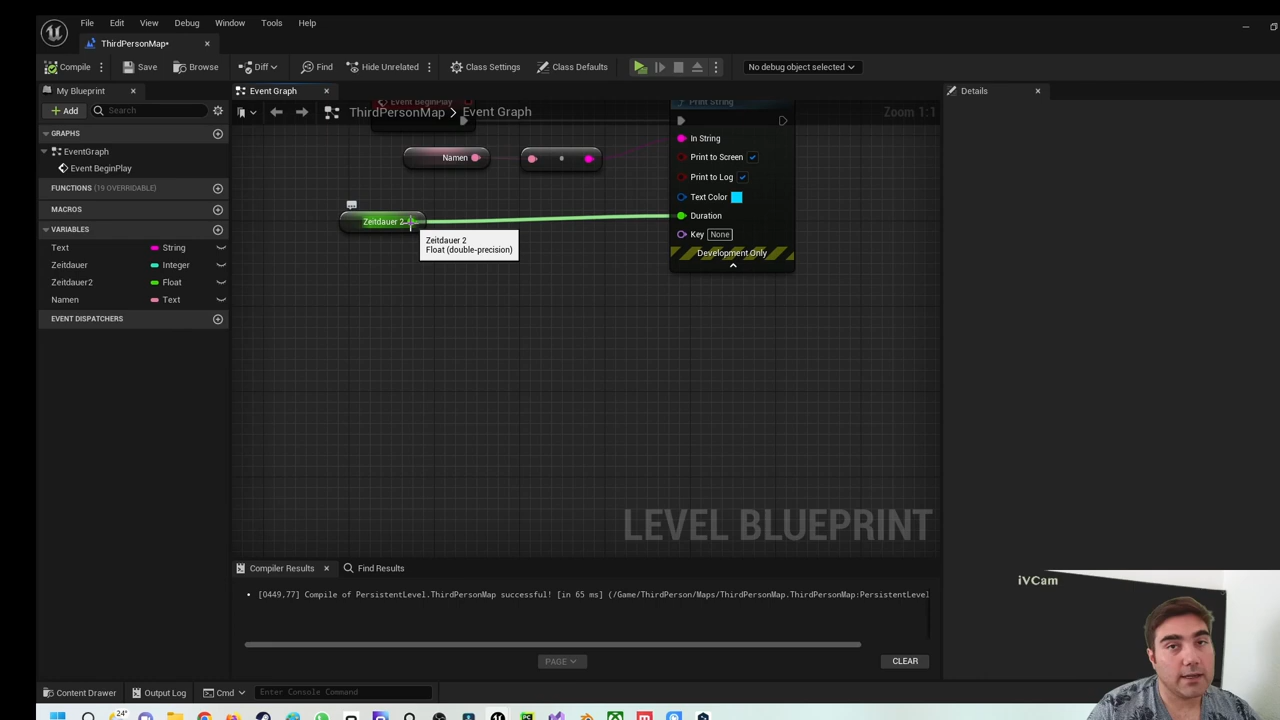 File Edit View Debug Window Tools Help
ThirdPersonMap•
Compile Save Browse Diff Find Hide Unrelated Class Settings Class Defaults No debug object selected
My Blueprint Event Graph Details
Add Search
ThirdPersonMap > Event Graph Zoom 1:1
Event BeginPlay Print String
GRAPHS
EventGraph
Event BeginPlay
FUNCTIONS (19 OVERRIDABLE)
MACROS
VARIABLES
Text String
Zeitdauer Integer
Zeitdauer2 Float
Namen Text
EVENT DISPATCHERS
In String
Namen
Print to Screen
Print to Log
Text Color
Duration
Zeitdauer 2
Key None
Development Only
Zeitdauer 2
Float (double-precision)
LEVEL BLUEPRINT
Compiler Results Find Results
[0449,77] Compile of PersistentLevel.ThirdPersonMap successful! [in 65 ms] (/Game/ThirdPerson/Maps/ThirdPersonMap.ThirdPersonMap:PersistentLevel
PAGE CLEAR
iVCam
Content Drawer Output Log Cmd Enter Console Command
24°